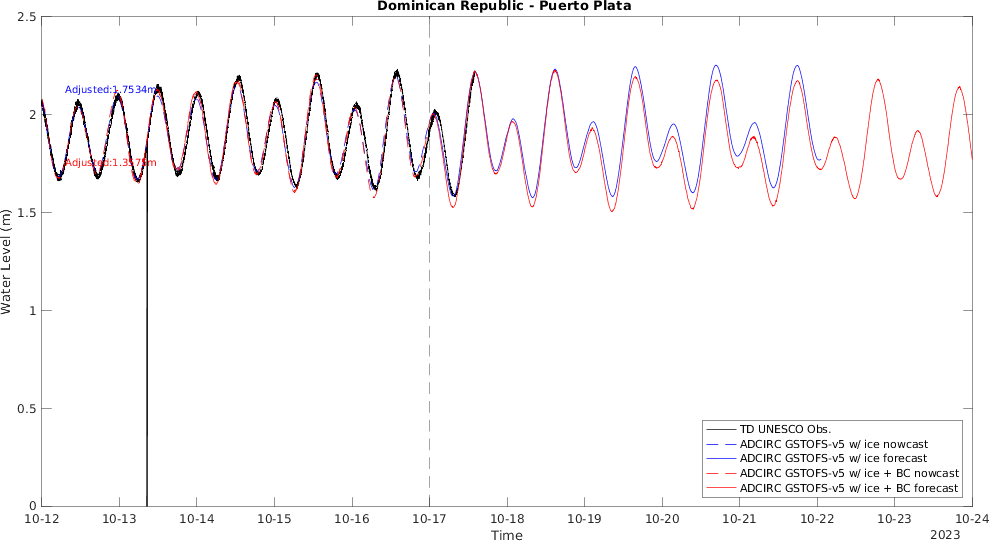 Dominican Republic - Puerto Plata
Water Level (m)
2.5
2
1.5
1
0.5
0
Adjusted:1.7534m
Adjusted:1.3575m
TD UNESCO Obs.
ADCIRC GSTOFS-v5 w/ ice nowcast
ADCIRC GSTOFS-v5 w/ ice forecast
ADCIRC GSTOFS-v5 w/ ice + BC nowcast
ADCIRC GSTOFS-v5 w/ ice + BC forecast
10-12 10-13 10-14 10-15 10-16 10-17 10-18 10-19 10-20 10-21 10-22 10-23 10-24
Time
2023